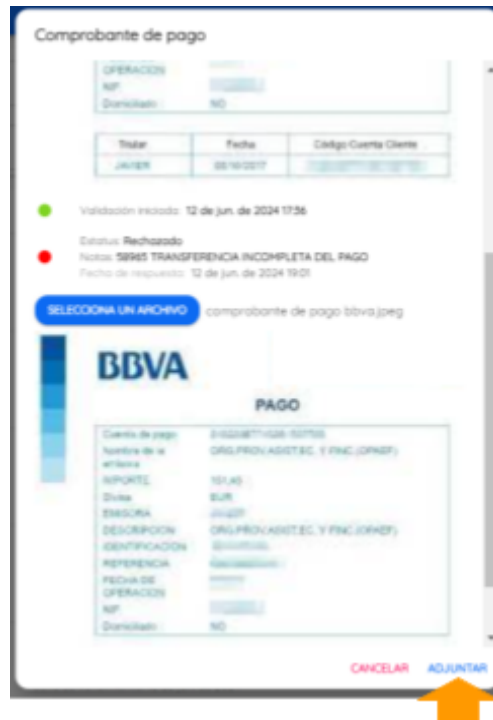 Comprobante de pago
OPERACION
NIF
Domiciliado NO
Titular Fecha Código Cuenta Cliente
JAVIER
Validación iniciada: 12 de jun. de 2024 17:36
Estatus: Rechazado
Notas: 58965 TRANSFERENCIA INCOMPLETA DEL PAGO
Fecha de respuesta: 12 de jun. de 2024 19:01
SELECCIONA UN ARCHIVO comprobante de pago bbva.jpeg
BBVA
PAGO
Cuenta de pago
Nombre de la ORG.PROV.ASIST.EC. Y FINC.(OPAEF)
emisora
IMPORTE 101,40
Divisa EUR
EMISORA
DESCRIPCION ORG.PROV.ASIST.EC. Y FINC.(OPAEF)
IDENTIFICACION
REFERENCIA
FECHA DE
OPERACION
NIF
Domiciliado NO
CANCELAR ADJUNTAR